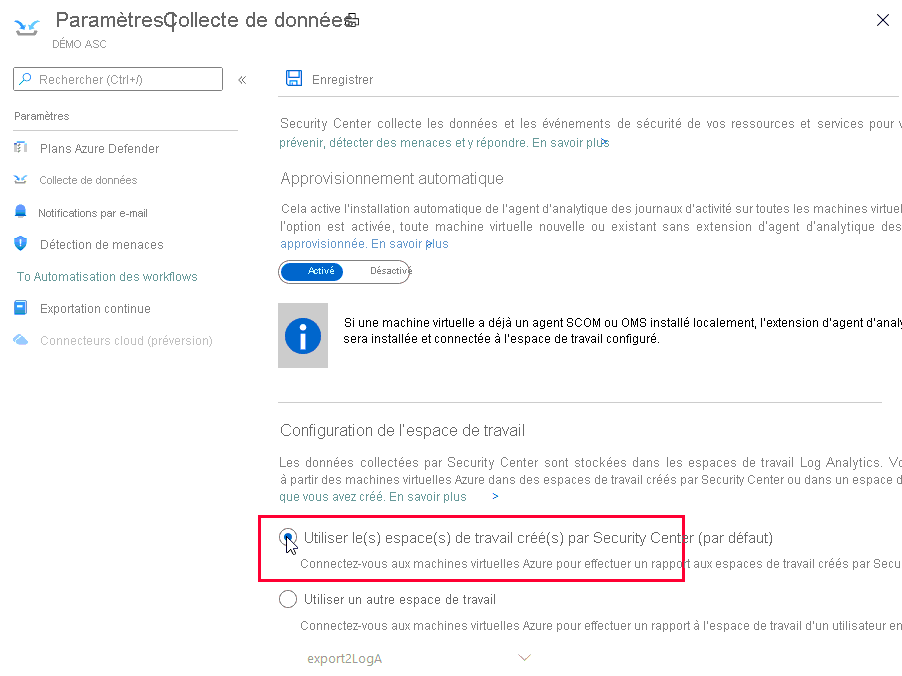 Paramètres Collecte de données
DÉMO ASC
Rechercher (Ctrl+/)
«
Enregistrer
Paramètres
Plans Azure Defender
Collecte de données
Notifications par e-mail
Détection de menaces
To Automatisation des workflows
Exportation continue
Connecteurs cloud (préversion)
Security Center collecte les données et les événements de sécurité de vos ressources et services pour v
prévenir, détecter des menaces et y répondre. En savoir plus >
Approvisionnement automatique
Cela active l'installation automatique de l'agent d'analytique des journaux d'activité sur toutes les machines virtuel
l'option est activée, toute machine virtuelle nouvelle ou existant sans extension d'agent d'analytique des
approvisionnée. En savoir plus
Activé Désactivé
Si une machine virtuelle a déjà un agent SCOM ou OMS installé localement, l'extension d'agent d'analy
sera installée et connectée à l'espace de travail configuré.
Configuration de l'espace de travail
Les données collectées par Security Center sont stockées dans les espaces de travail Log Analytics. Vo
à partir des machines virtuelles Azure dans des espaces de travail créés par Security Center ou dans un espace d
que vous avez créé. En savoir plus >
Utiliser le(s) espace(s) de travail créé(s) par Security Center (par défaut)
Connectez-vous aux machines virtuelles Azure pour effectuer un rapport aux espaces de travail créés par Secu
Utiliser un autre espace de travail
Connectez-vous aux machines virtuelles Azure pour effectuer un rapport à l'espace de travail d'un utilisateur en
export2LogA